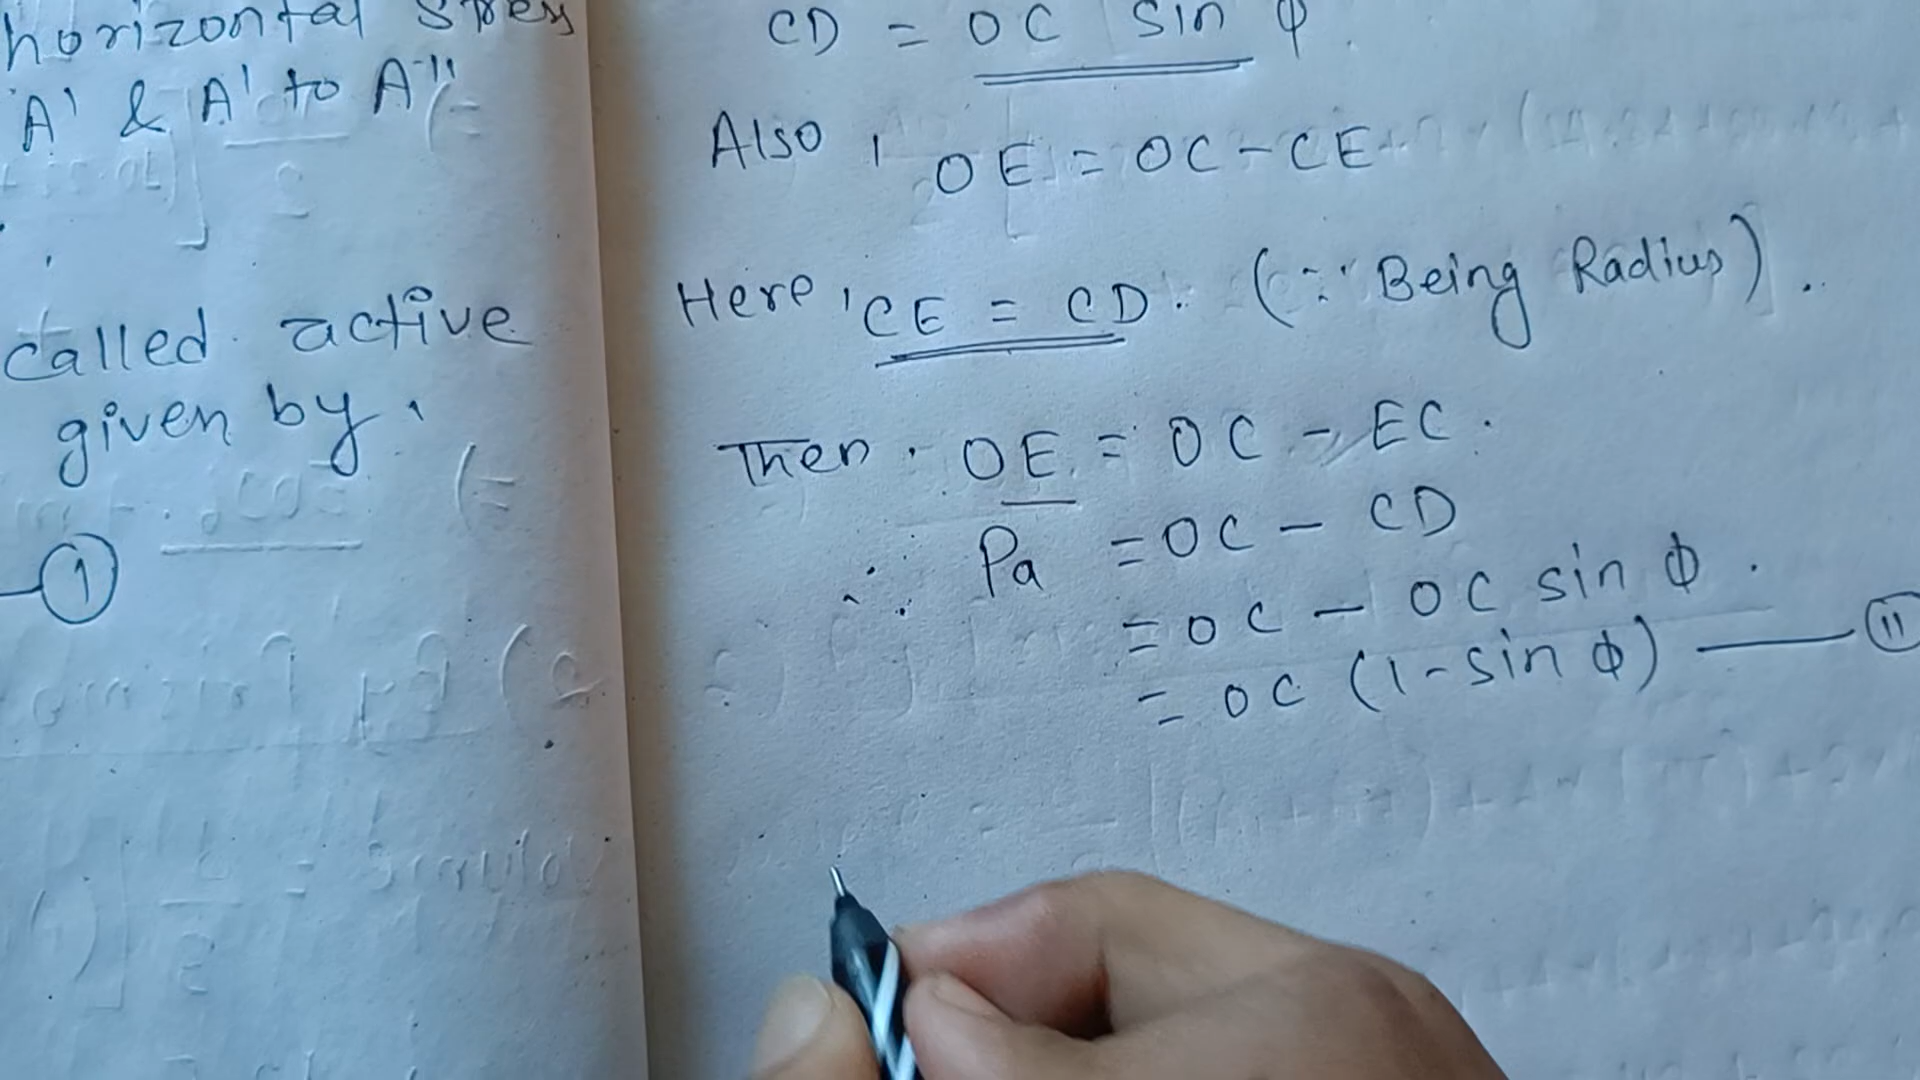 horizontal stress
A' & A' to A"
called active
given by,
1
CD = OC sin φ.
Also, OE = OC - CE
Here, CE = CD. (∵ Being Radius).
Then. OE = OC - EC.
∴ Pa = OC - CD
= OC - OC sin φ.
= OC (1 - sin φ) — 11